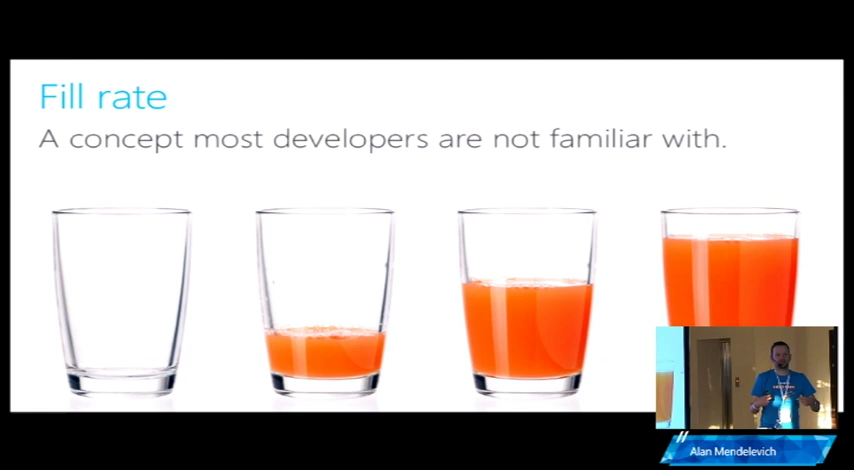 Fill rate
A concept most developers are not familiar with.
Alan Mendelevich